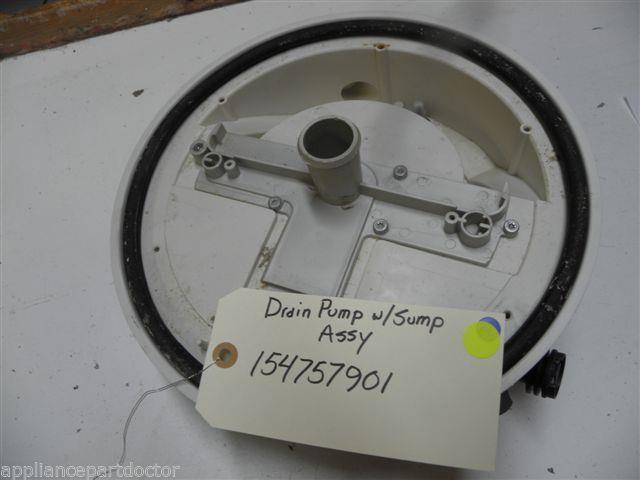 Drain Pump w/Sump
Assy
154757901
appliancepartdoctor